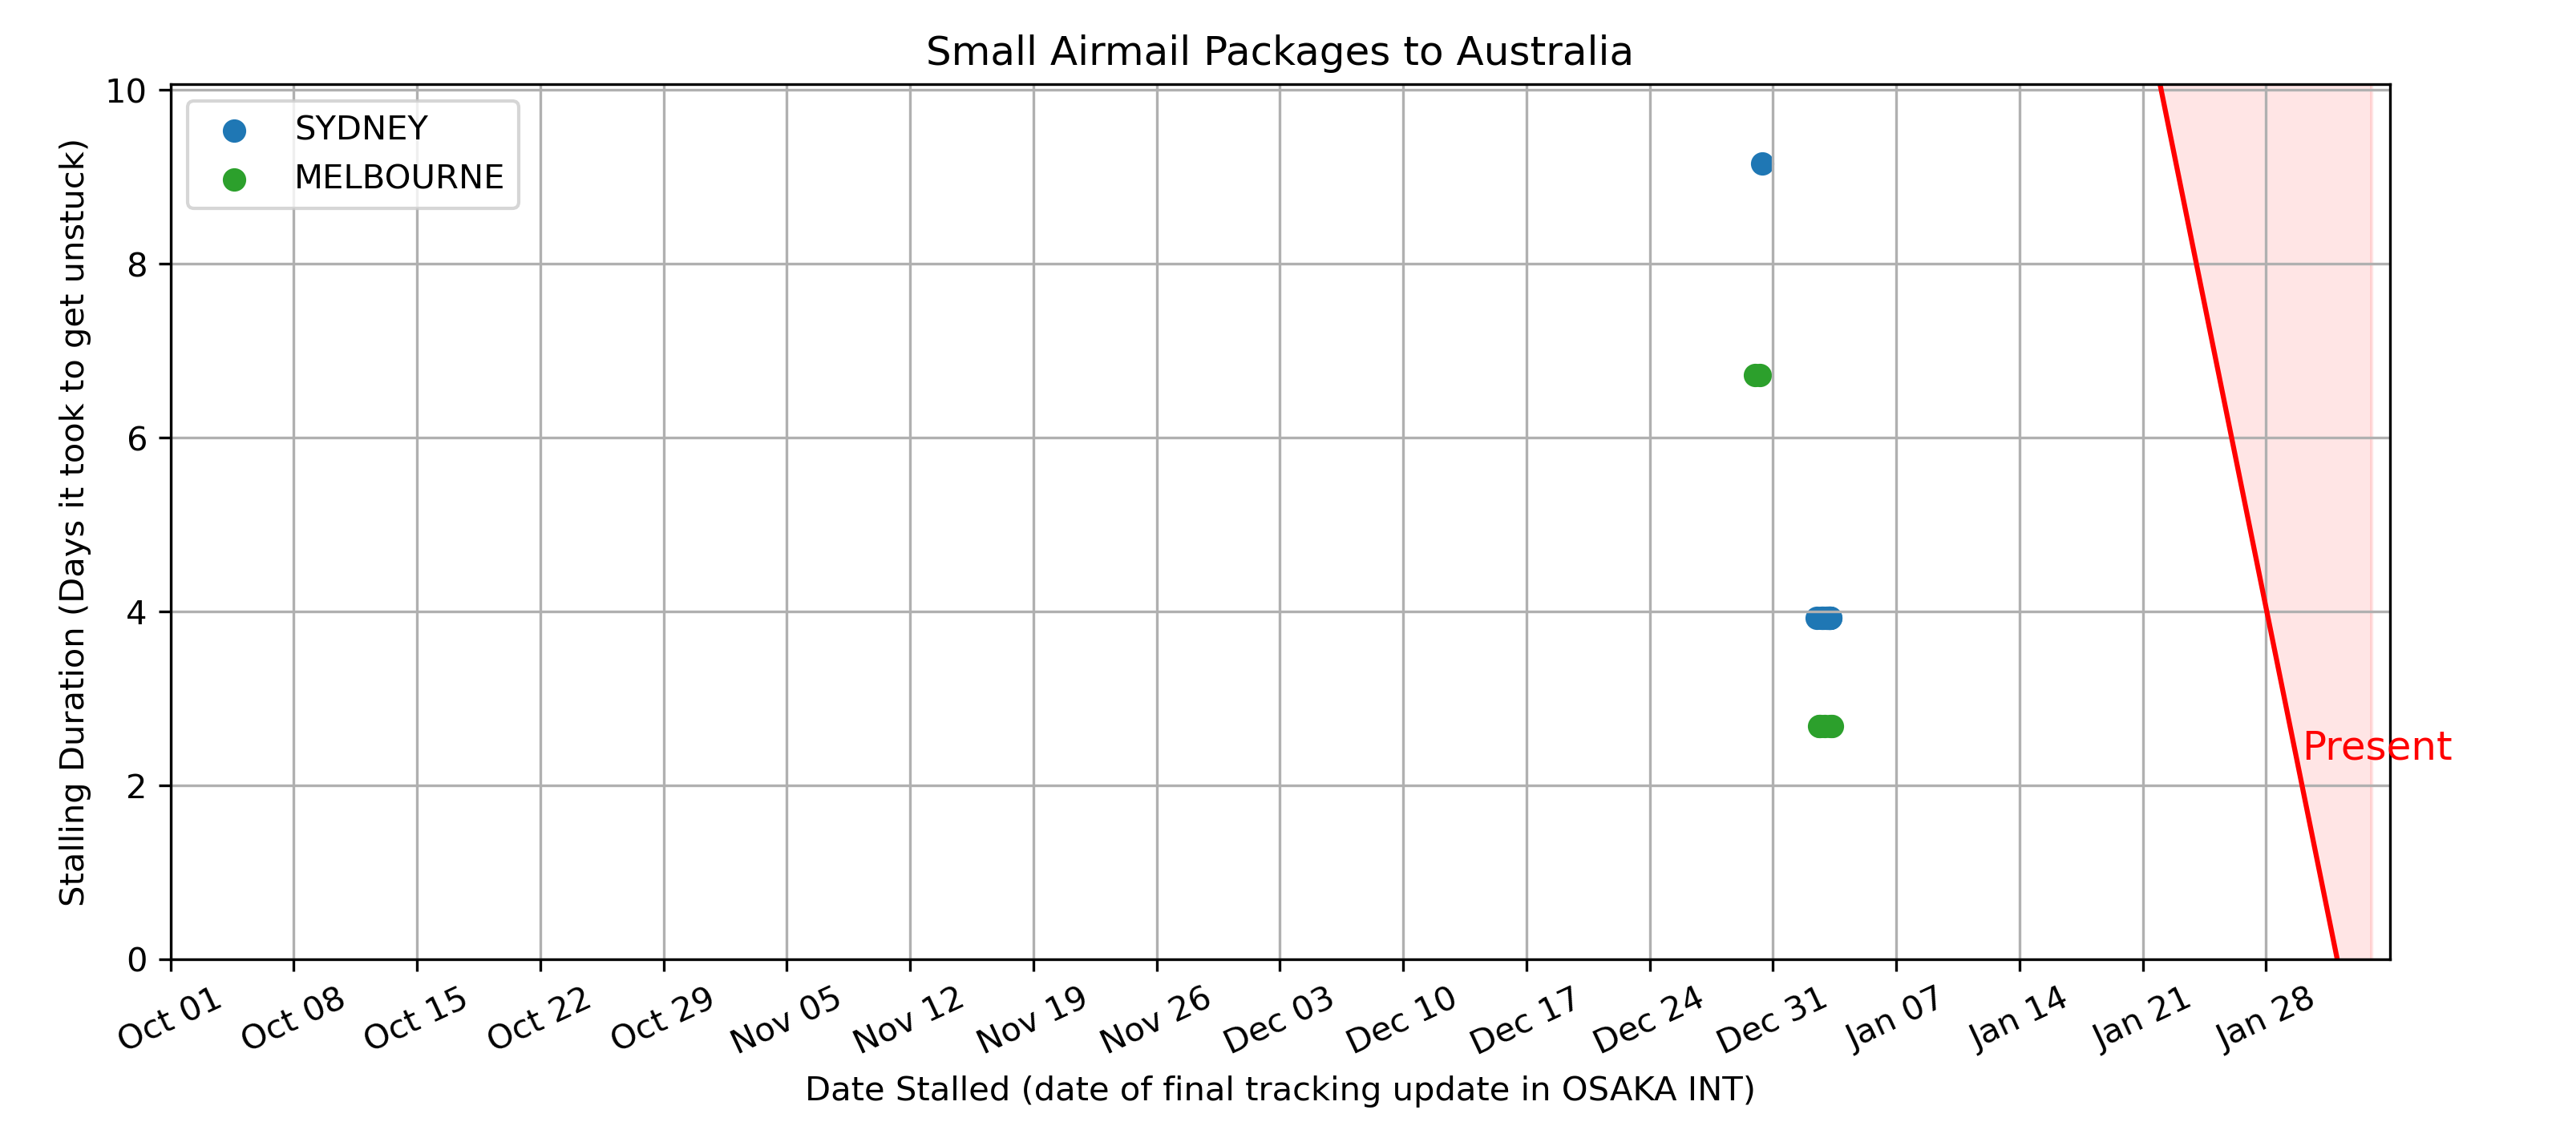 Small Airmail Packages to Australia
SYDNEY
MELBOURNE
Stalling Duration (Days it took to get unstuck)
10
8
6
4
2
0
Present
Oct 01
Oct 08
Oct 15
Oct 22
Oct 29
Nov 05
Nov 12
Nov 19
Nov 26
Dec 03
Dec 10
Dec 17
Dec 24
Dec 31
Jan 07
Jan 14
Jan 21
Jan 28
Date Stalled (date of final tracking update in OSAKA INT)